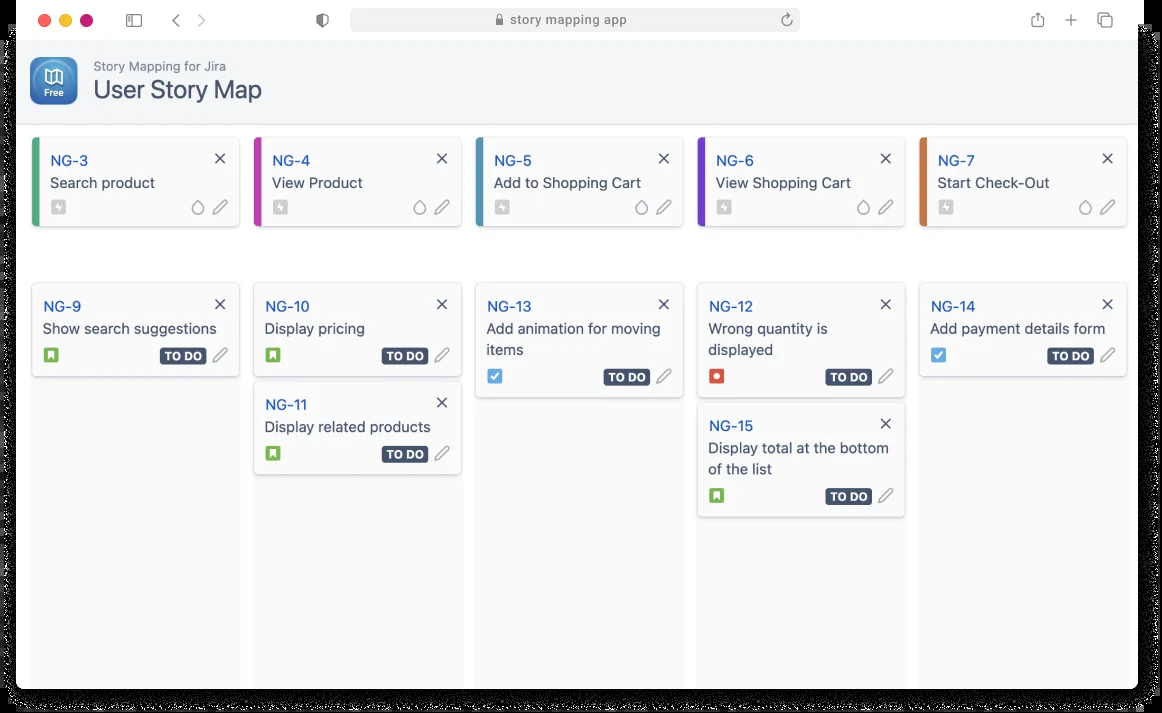 story mapping app
Story Mapping for Jira
Free
User Story Map
NG-3
Search product
NG-4
View Product
NG-5
Add to Shopping Cart
NG-6
View Shopping Cart
NG-7
Start Check-Out
NG-9
Show search suggestions
TO DO
NG-10
Display pricing
TO DO
NG-11
Display related products
TO DO
NG-13
Add animation for moving
items
TO DO
NG-12
Wrong quantity is
displayed
TO DO
NG-15
Display total at the bottom
of the list
TO DO
NG-14
Add payment details form
TO DO